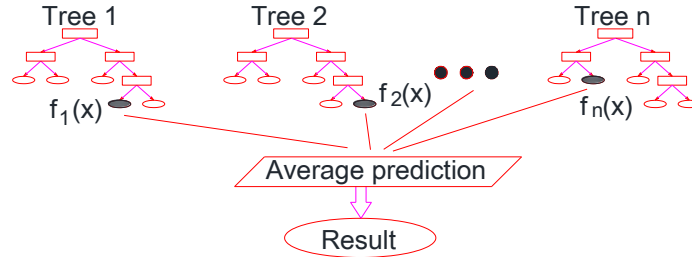 Tree 1
Tree 2
Tree n
f1(x)
f2(x)
fn(x)
Average prediction
Result